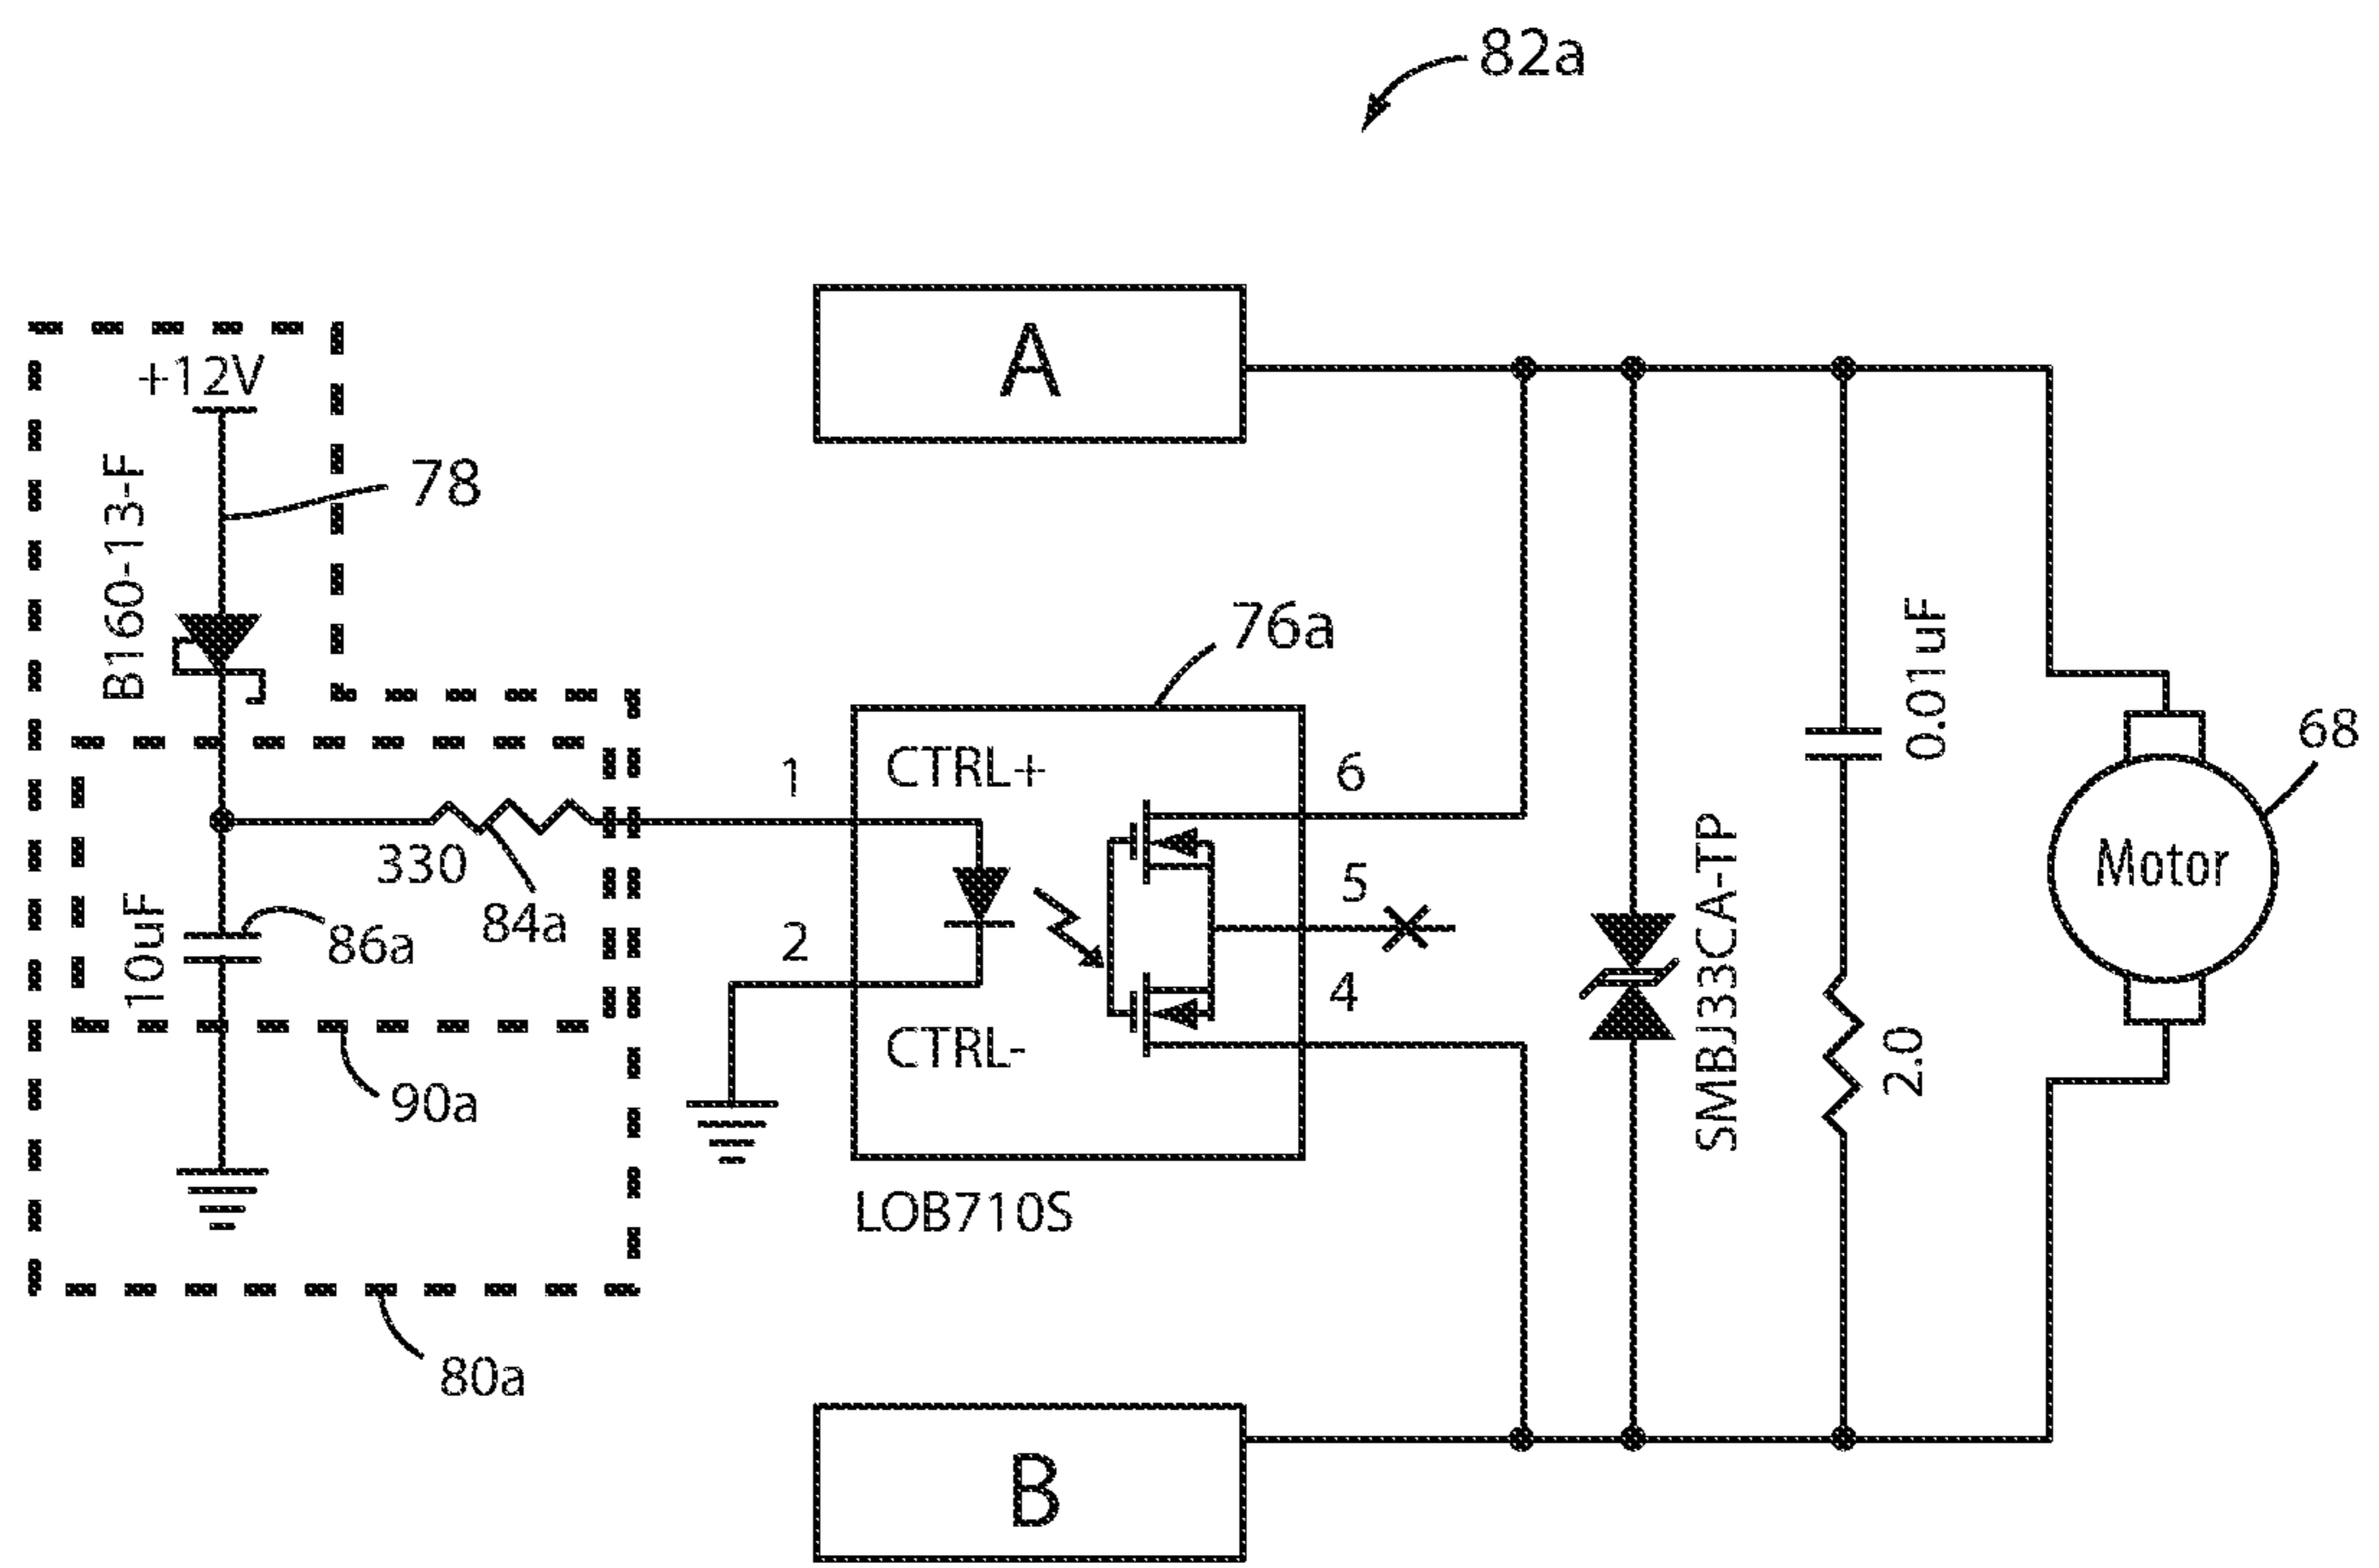 82a
A
+12V
78
B160-13-F
76a
0.01uF
68
1
CTRL+
6
Motor
330
5
SMBJ33CA-TP
84a
10uF
86a
2
4
CTRL-
2.0
90a
LOB710S
80a
B